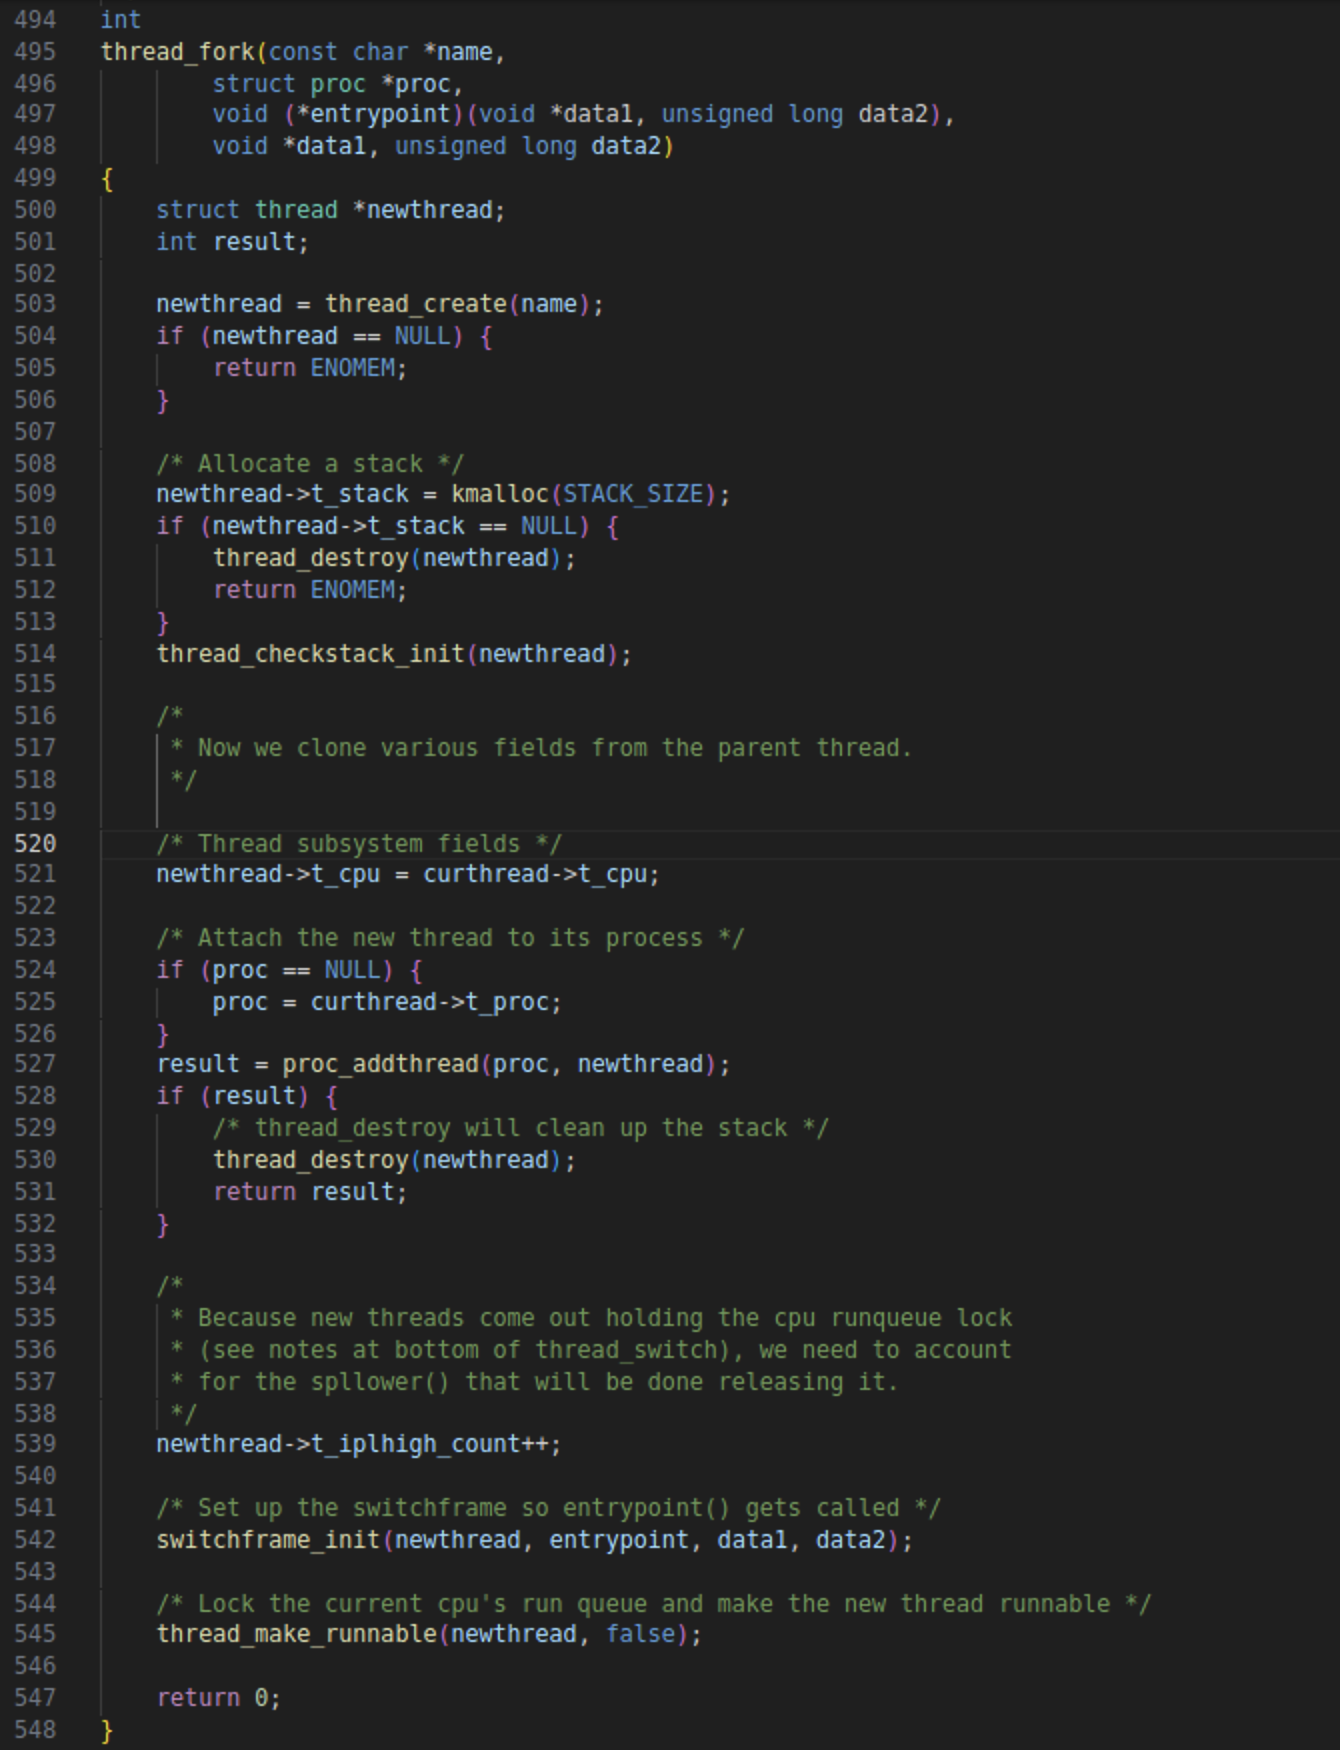 494 int
495 thread_fork(const char *name,
496         struct proc *proc,
497         void (*entrypoint)(void *data1, unsigned long data2),
498         void *data1, unsigned long data2)
499 {
500     struct thread *newthread;
501     int result;
502
503     newthread = thread_create(name);
504     if (newthread == NULL) {
505         return ENOMEM;
506     }
507
508     /* Allocate a stack */
509     newthread->t_stack = kmalloc(STACK_SIZE);
510     if (newthread->t_stack == NULL) {
511         thread_destroy(newthread);
512         return ENOMEM;
513     }
514     thread_checkstack_init(newthread);
515
516     /*
517      * Now we clone various fields from the parent thread.
518      */
519
520     /* Thread subsystem fields */
521     newthread->t_cpu = curthread->t_cpu;
522
523     /* Attach the new thread to its process */
524     if (proc == NULL) {
525         proc = curthread->t_proc;
526     }
527     result = proc_addthread(proc, newthread);
528     if (result) {
529         /* thread_destroy will clean up the stack */
530         thread_destroy(newthread);
531         return result;
532     }
533
534     /*
535      * Because new threads come out holding the cpu runqueue lock
536      * (see notes at bottom of thread_switch), we need to account
537      * for the spllower() that will be done releasing it.
538      */
539     newthread->t_iplhigh_count++;
540
541     /* Set up the switchframe so entrypoint() gets called */
542     switchframe_init(newthread, entrypoint, data1, data2);
543
544     /* Lock the current cpu's run queue and make the new thread runnable */
545     thread_make_runnable(newthread, false);
546
547     return 0;
548 }